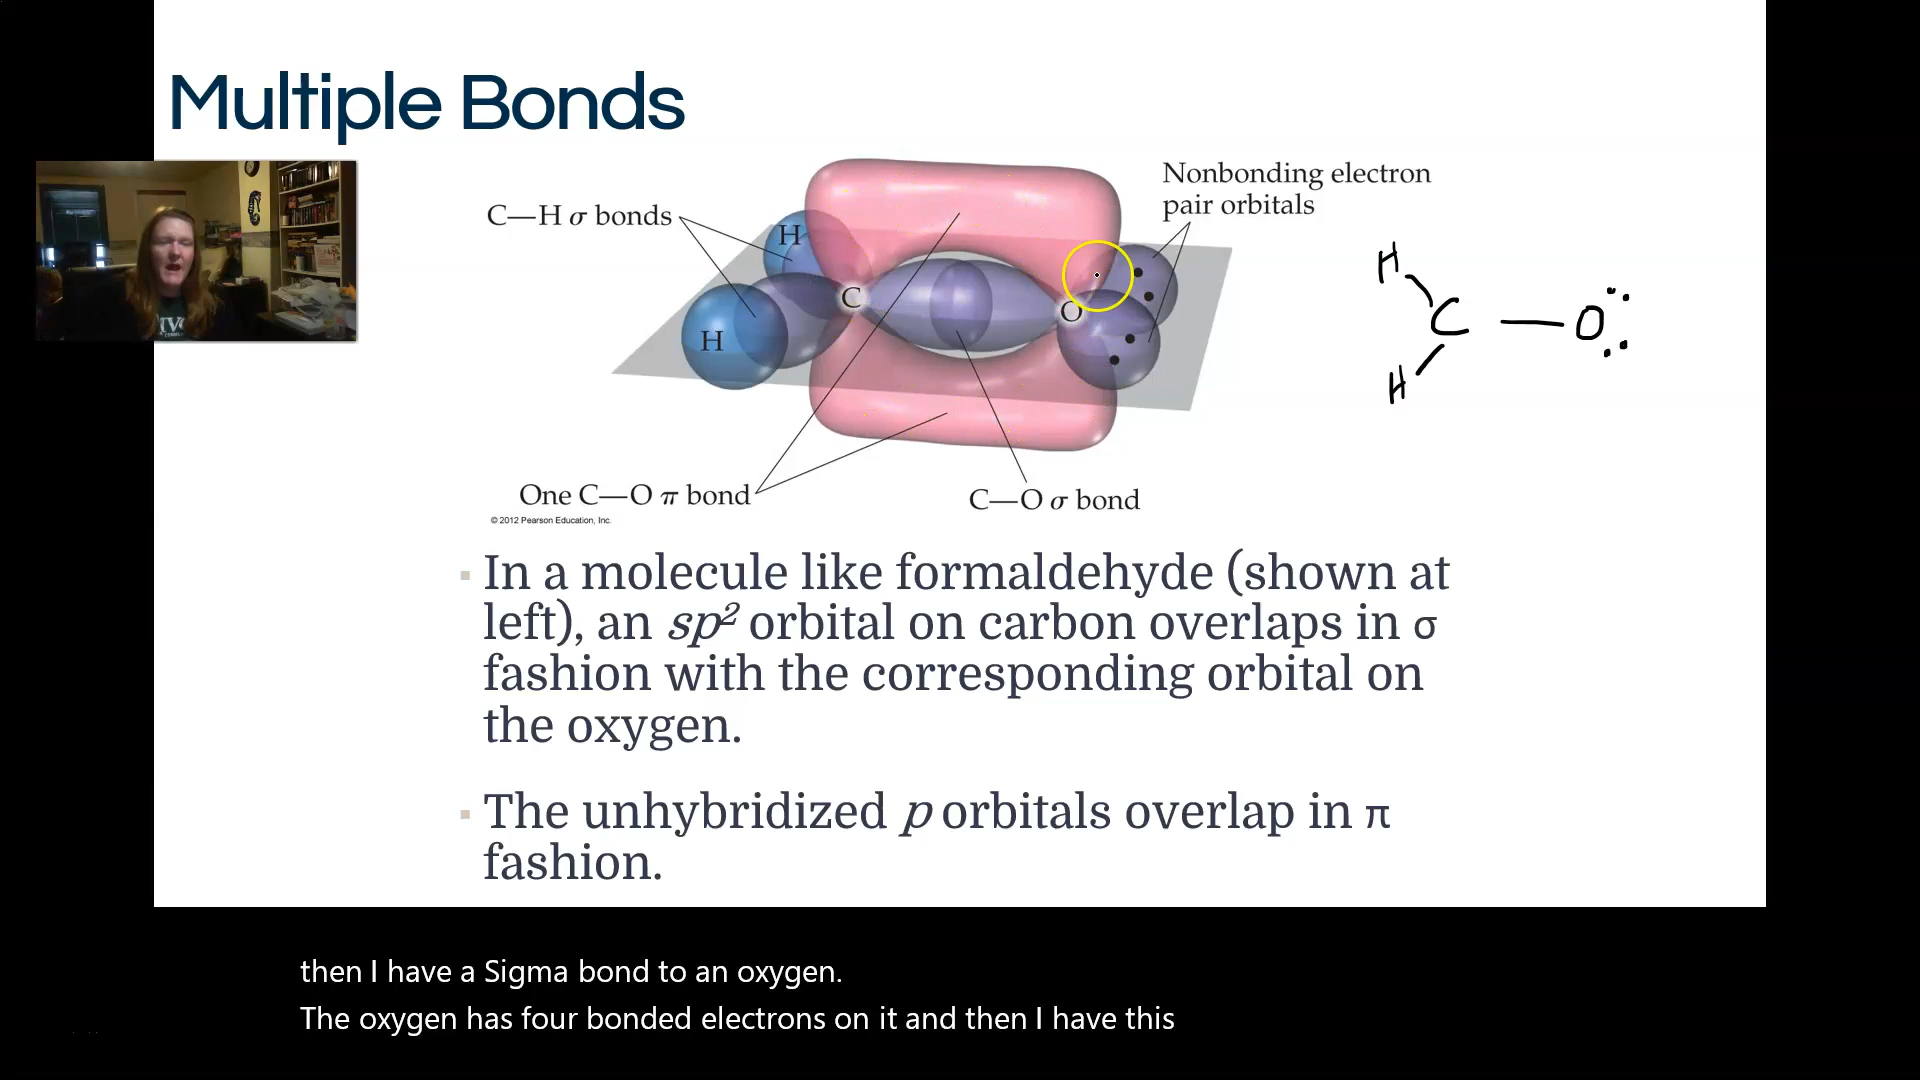 Multiple Bonds
Nonbonding electron
pair orbitals
C—H σ bonds
H
H
C
O
H
C — O
H
One C—O π bond
C—O σ bond
© 2012 Pearson Education, Inc.
▪ In a molecule like formaldehyde (shown at
left), an sp² orbital on carbon overlaps in σ
fashion with the corresponding orbital on
the oxygen.
▪ The unhybridized p orbitals overlap in π
fashion.
then I have a Sigma bond to an oxygen.
The oxygen has four bonded electrons on it and then I have this